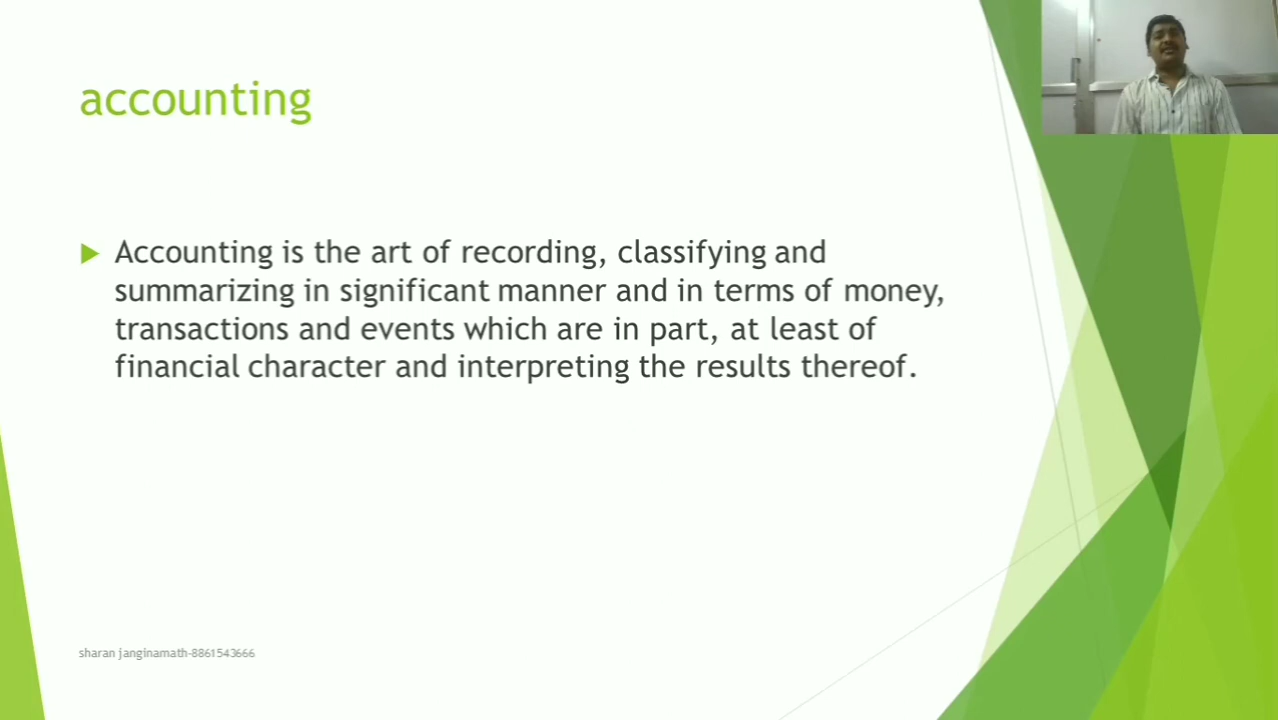 accounting
Accounting is the art of recording, classifying and
summarizing in significant manner and in terms of money,
transactions and events which are in part, at least of
financial character and interpreting the results thereof.
sharan janginamath-8861543666